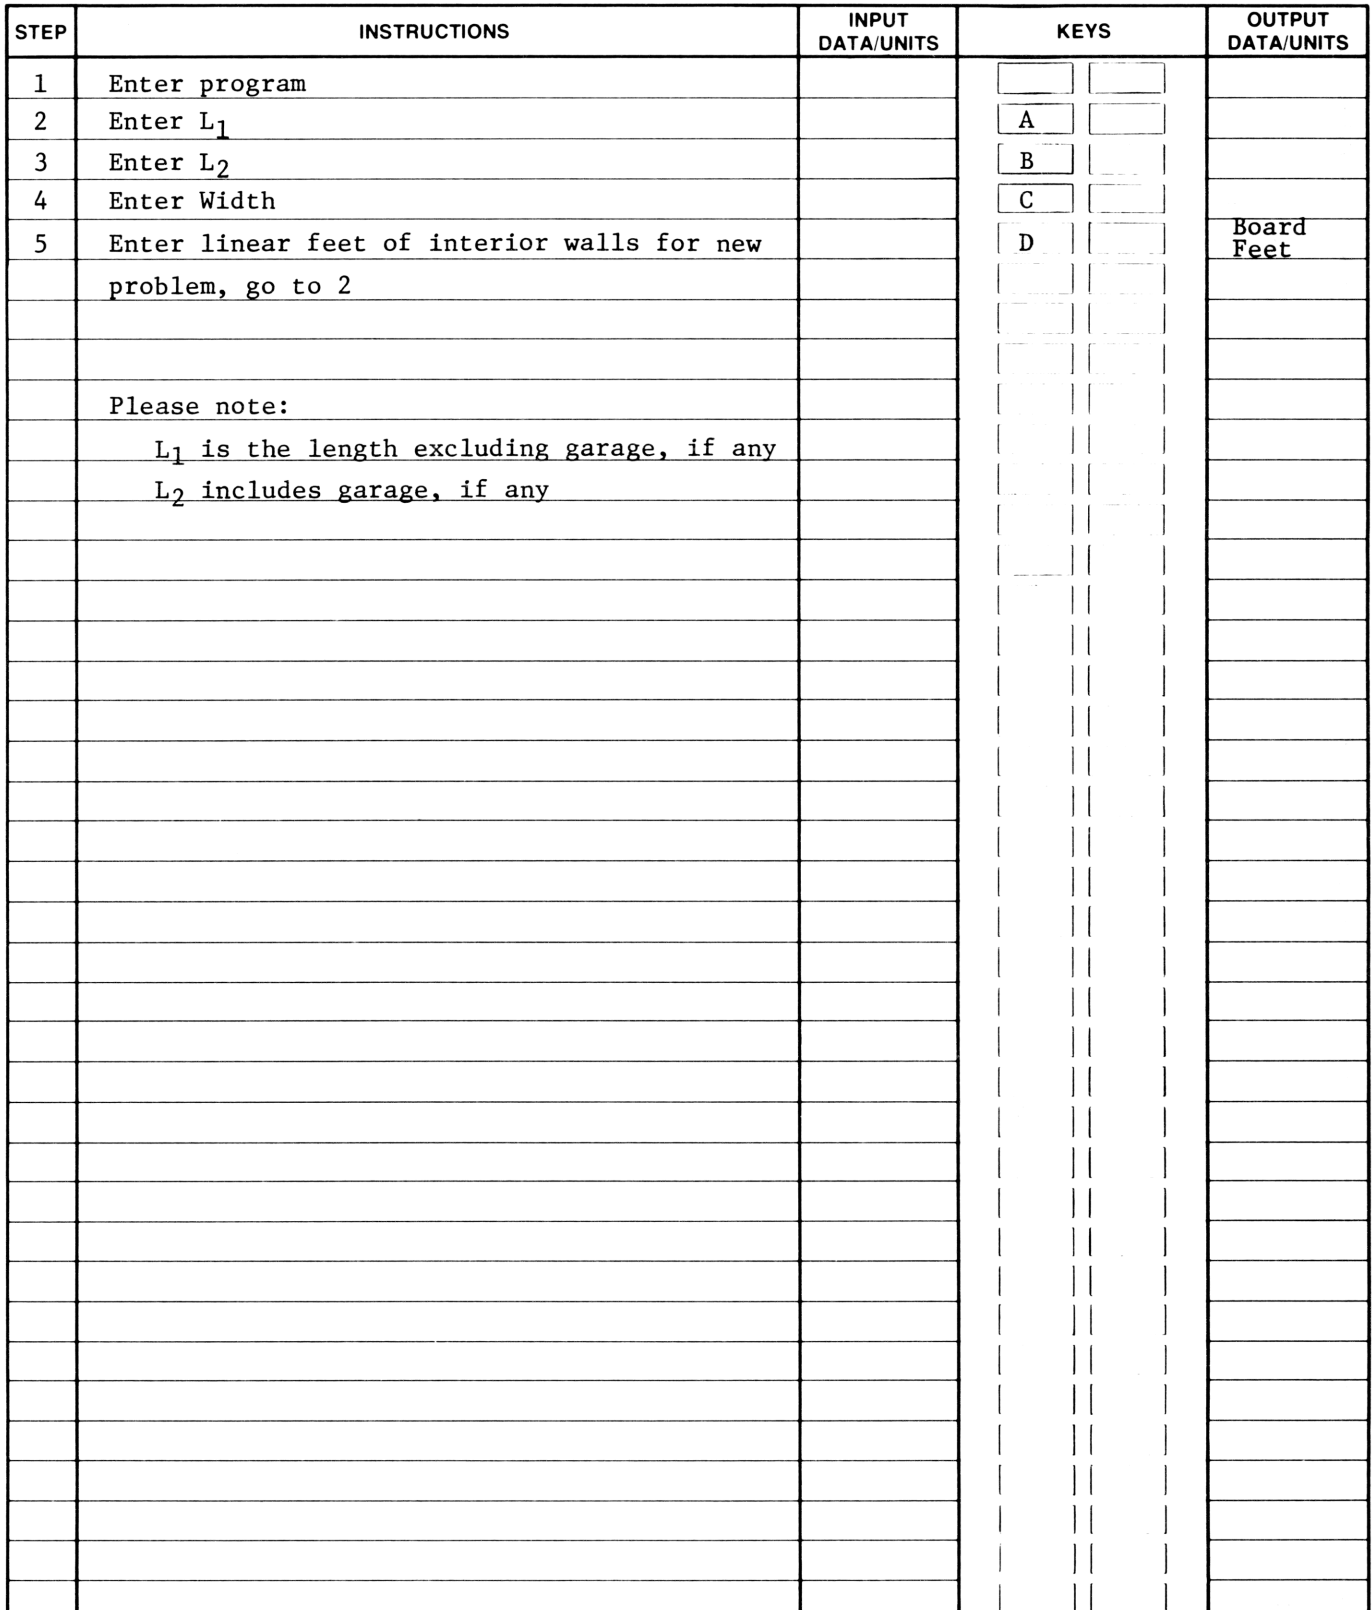 STEP INSTRUCTIONS INPUT DATA/UNITS KEYS OUTPUT DATA/UNITS
1 Enter program
2 Enter L1 A
3 Enter L2 B
4 Enter Width C
5 Enter linear feet of interior walls for new D Board Feet
problem, go to 2
Please note:
L1 is the length excluding garage, if any
L2 includes garage, if any